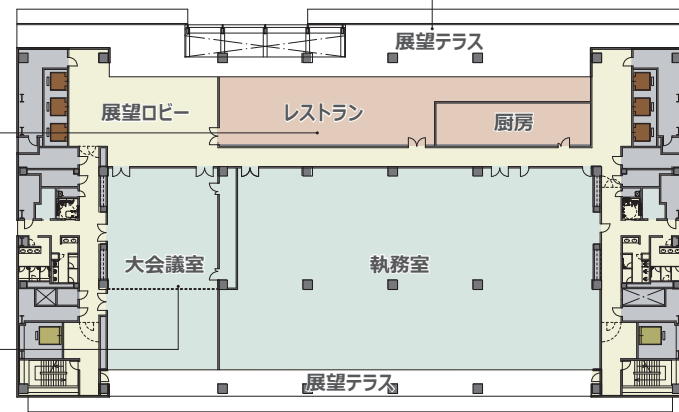 展望テラス
展望ロビー
レストラン
厨房
大会議室
執務室
展望テラス